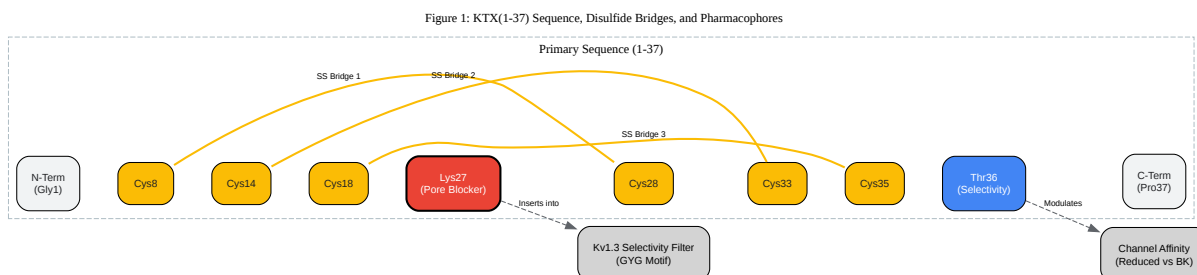 Figure 1: KTX(1-37) Sequence, Disulfide Bridges, and Pharmacophores
Primary Sequence (1-37)
SS Bridge 1
SS Bridge 2
SS Bridge 3
N-Term
(Gly1)
Cys8
Cys14
Cys18
Lys27
(Pore Blocker)
Cys28
Cys33
Cys35
Thr36
(Selectivity)
C-Term
(Pro37)
Inserts into
Modulates
Kv1.3 Selectivity Filter
(GYG Motif)
Channel Affinity
(Reduced vs BK)